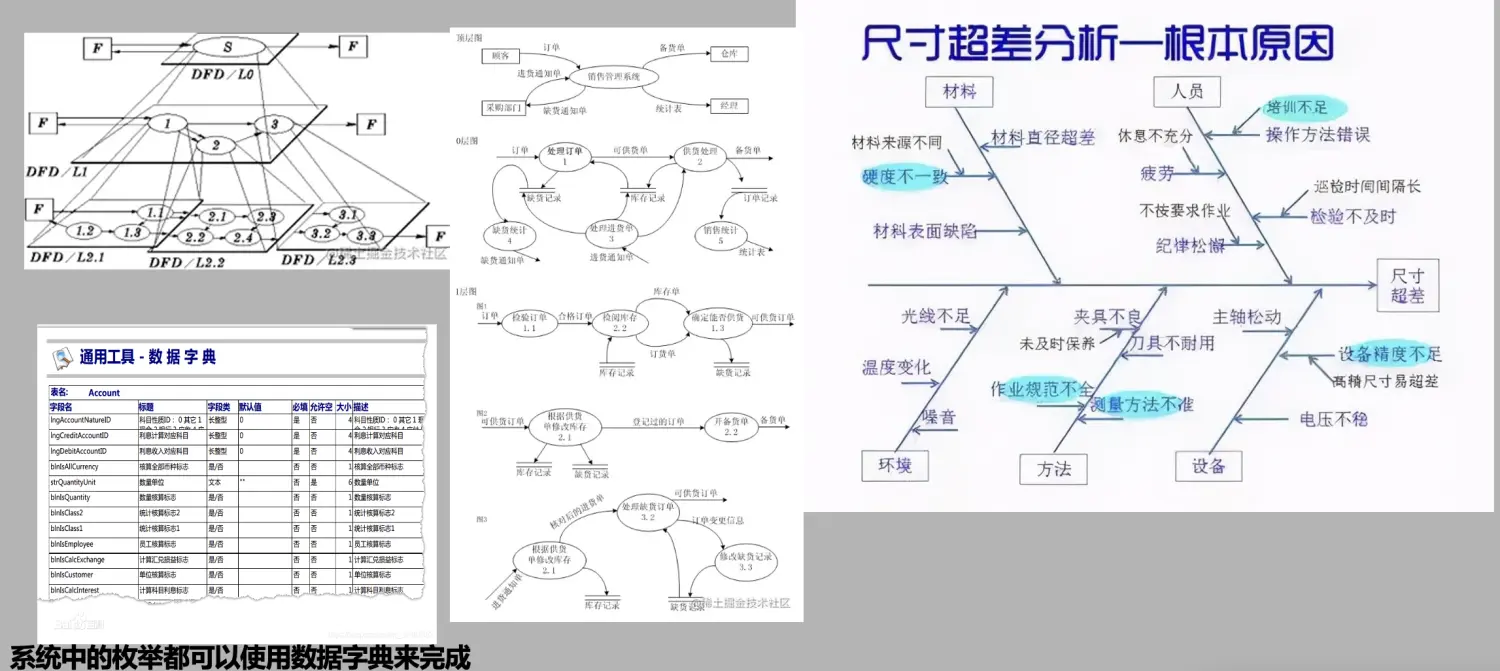 F
S
F
DFD/L0
F
1
3
F
2
DFD/L1
F
1.1
2.1
2.3
3.1
1.2
1.3
2.2
2.4
3.2
3.3
F
DFD/L2.1
DFD/L2.2
DFD/L2.3
@稀土掘金技术社区
通用工具 - 数 据 字 典
表名: Account
字段名 标题 字段类 默认值 必填 允许空 大小 描述
lngAccountNatureID 科目性质ID：0其它1 长整型 0 是 否 4 科目性质ID：0其它1
lngCreditAccountID 利息计算对应科目 长整型 0 是 否 4 利息计算对应科目
lngDebitAccountID 利息收入对应科目 长整型 0 是 否 4 利息收入对应科目
blnIsAllCurrency 核算全部币种标志 是/否 否 否 1 核算全部币种标志
strQuantityUnit 数量单位 文本 "" 否 是 6 数量单位
blnIsQuantity 数量核算标志 是/否 否 否 1 数量核算标志
blnIsClass2 统计核算标志2 是/否 否 否 1 统计核算标志2
blnIsClass1 统计核算标志1 是/否 否 否 1 统计核算标志1
blnIsEmployee 员工核算标志 是/否 否 否 1 员工核算标志
blnIsCalcExchange 计算汇兑损益标志 是/否 否 否 1 计算汇兑损益标志
blnIsCustomer 单位核算标志 是/否 否 否 1 单位核算标志
blnIsCalcInterest 计算科目利息标志 是/否 否 否 1 计算科目利息标志
顶层图
顾客
订单
备货单
仓库
进货通知单
销售管理系统
采购部门
缺货通知单
统计表
经理
0层图
订单
处理订单
1
可供货单
供货处理
2
备货单
缺货记录
库存记录
订单记录
缺货统计
4
处理进货单
3
销售统计
5
缺货通知单
进货通知单
统计表
1层图
图1
库存单
订单
检验订单
1.1
合格订单
检阅库存
2.2
确定能否供货
1.3
可供货订单
订货单
库存记录
缺货记录
图2
可供货订单
根据供货
单修改库存
2.1
登记过的订单
开备货单
2.2
备货单
库存记录
缺货记录
图3
核对后的进货单
处理缺货订单
3.2
可供货订单
订单变更信息
根据供货
单修改库存
2.1
修改缺货记录
3.3
进货通知单
库存记录
缺货记录
@稀土掘金技术社区
尺寸超差分析—根本原因
材料
人员
材料来源不同
材料直径超差
硬度不一致
材料表面缺陷
培训不足
休息不充分
操作方法错误
疲劳
巡检时间间隔长
不按要求作业
检验不及时
纪律松懈
尺寸
超差
光线不足
夹具不良
主轴松动
未及时保养
刀具不耐用
设备精度不足
温度变化
高精尺寸易超差
作业规范不全
测量方法不准
噪音
电压不稳
环境
方法
设备
系统中的枚举都可以使用数据字典来完成